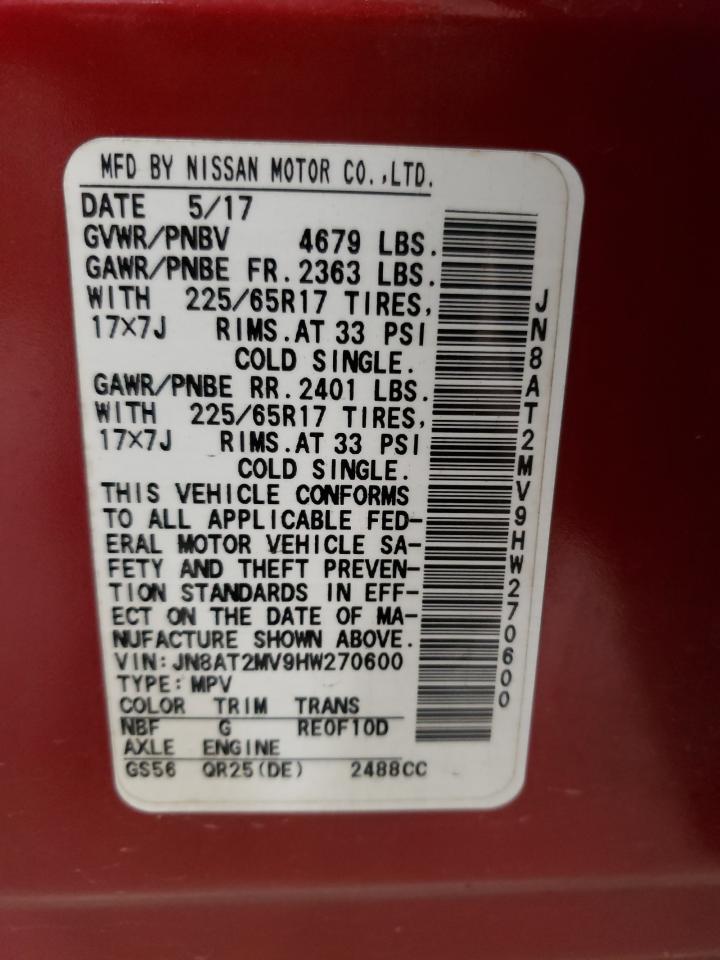 MFD BY NISSAN MOTOR CO.,LTD.
DATE 5/17
GVWR/PNBV 4679 LBS.
GAWR/PNBE FR.2363 LBS.
WITH 225/65R17 TIRES,
17×7J RIMS.AT 33 PSI
COLD SINGLE.
GAWR/PNBE RR.2401 LBS.
WITH 225/65R17 TIRES,
17×7J RIMS.AT 33 PSI
COLD SINGLE.
THIS VEHICLE CONFORMS
TO ALL APPLICABLE FED-
ERAL MOTOR VEHICLE SA-
FETY AND THEFT PREVEN-
TION STANDARDS IN EFF-
ECT ON THE DATE OF MA-
NUFACTURE SHOWN ABOVE.
VIN:JN8AT2MV9HW270600
TYPE:MPV
COLOR TRIM TRANS
NBF G RE0F10D
AXLE ENGINE
GS56 QR25(DE) 2488CC
JN8AT2MV9HW270600